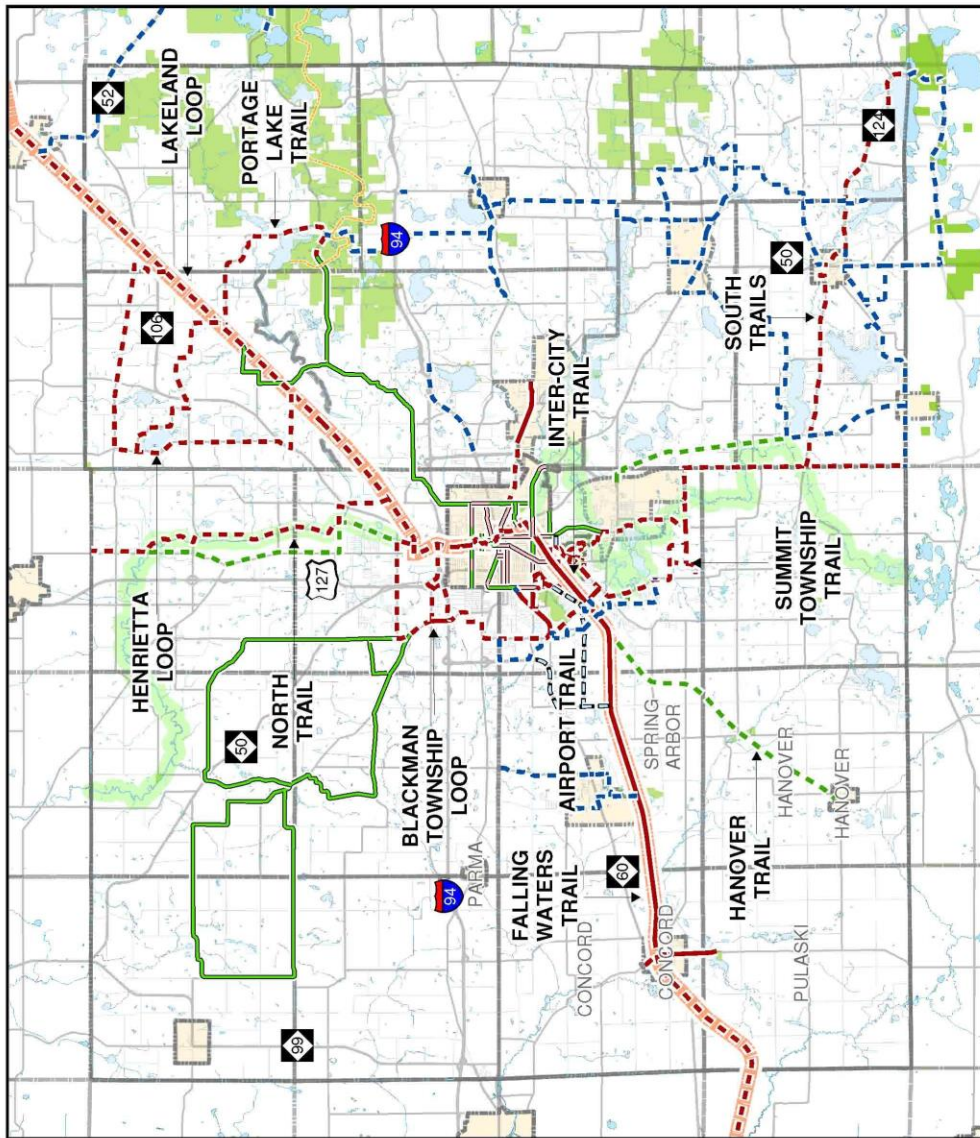 52
LAKELAND
LOOP
PORTAGE
LAKE
TRAIL
94
124
106
50
SOUTH
TRAILS
INTER-CITY
TRAIL
HENRIETTA
LOOP
127
NORTH
TRAIL
50
SUMMIT
TOWNSHIP
TRAIL
BLACKMAN
TOWNSHIP
LOOP
AIRPORT TRAIL
SPRING
ARBOR
HANOVER
HANOVER
HANOVER
TRAIL
94
PARMA
FALLING
WATERS
TRAIL
60
CONCORD
CONCORD
PULASKI
99